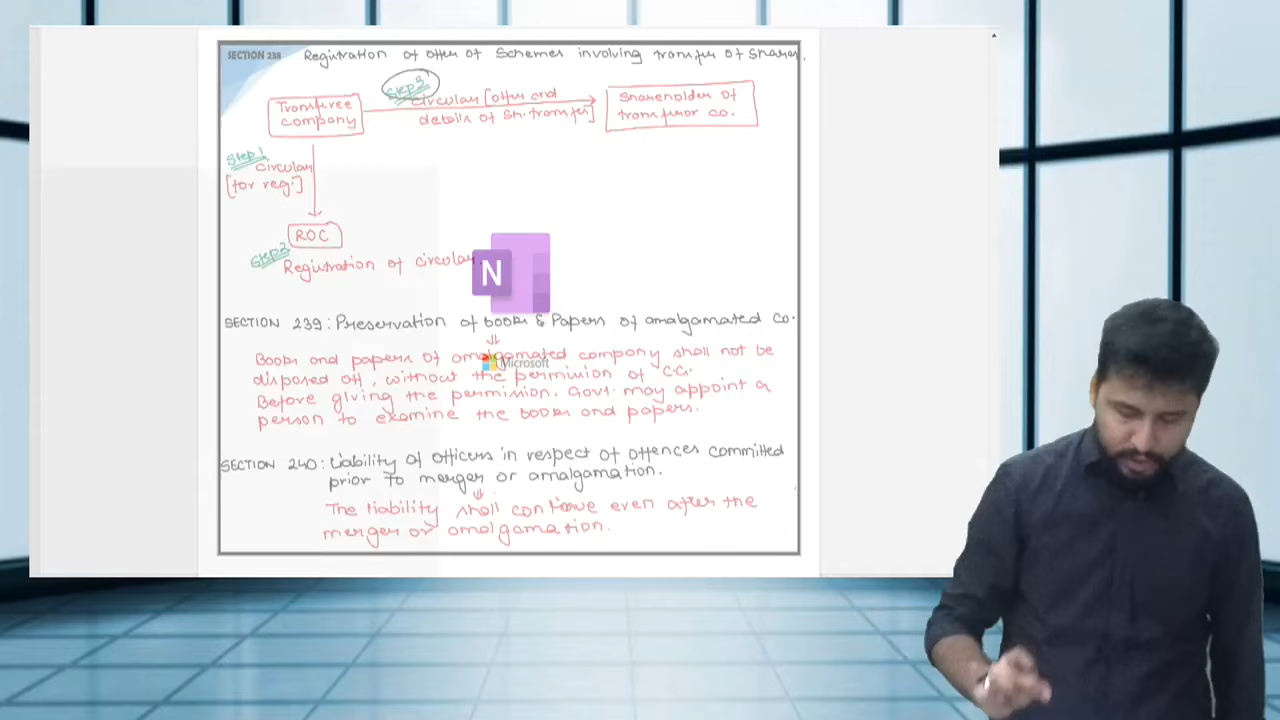 SECTION 238 Registration of offer of Schemes involving transfer of shares.
Step 3
Transferee company
circular [offer and details of sh. transfer]
Shareholder of transferor co.
Step 1
circular
[for reg.]
ROC
Step 2
Registration of circular.
N
SECTION 239: Preservation of books & Papers of amalgamated co.
Books and papers of amalgamated company shall not be
Microsoft
disposed off, without the permission of C.G.
Before giving the permission, Govt. may appoint a
person to examine the books and papers.
SECTION 240: Liability of officers in respect of offences committed
prior to merger or amalgamation.
The liability shall continue even after the
merger or amalgamation.